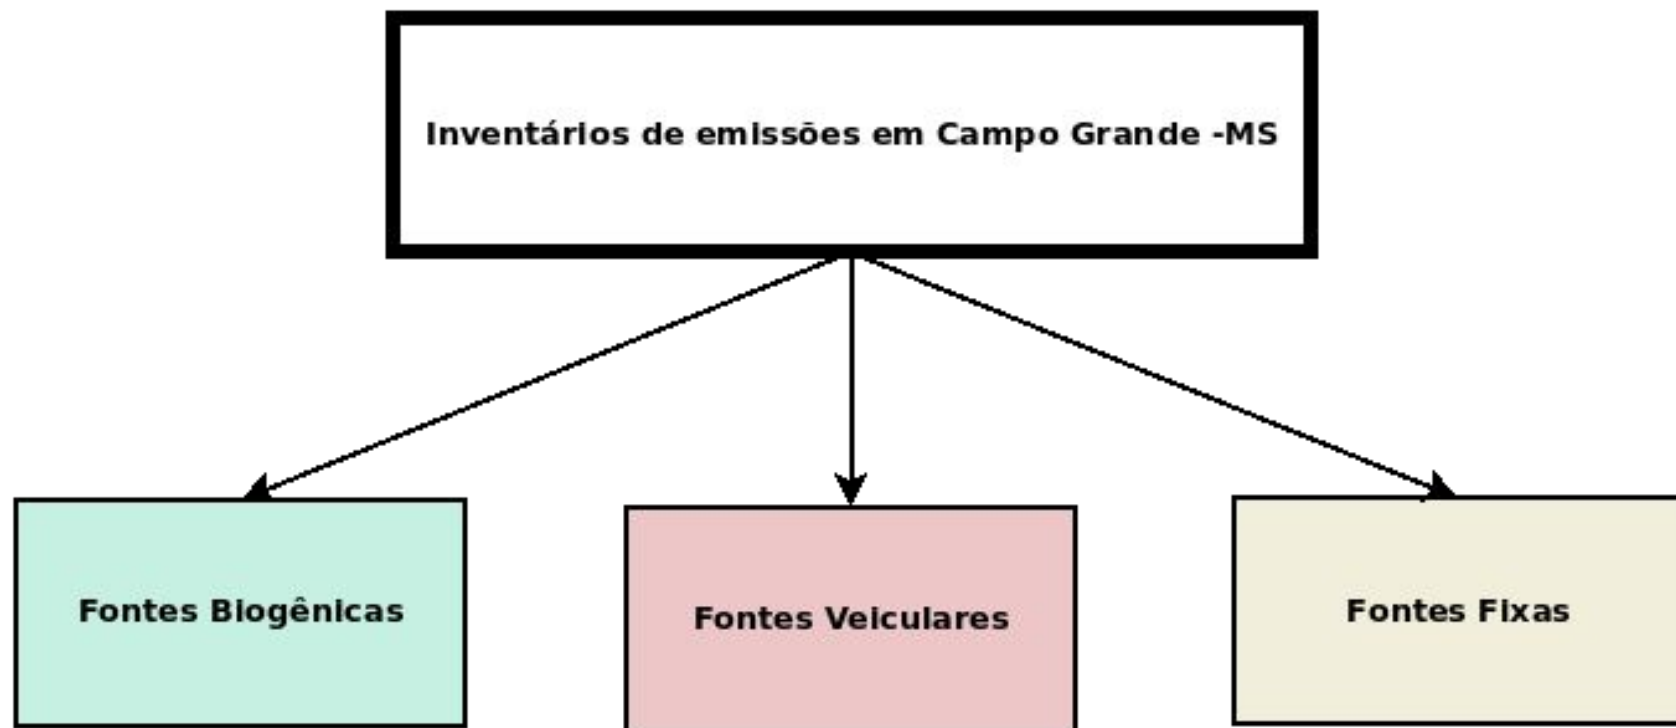 Inventários de emissões em Campo Grande -MS
Fontes Biogênicas
Fontes Veiculares
Fontes Fixas